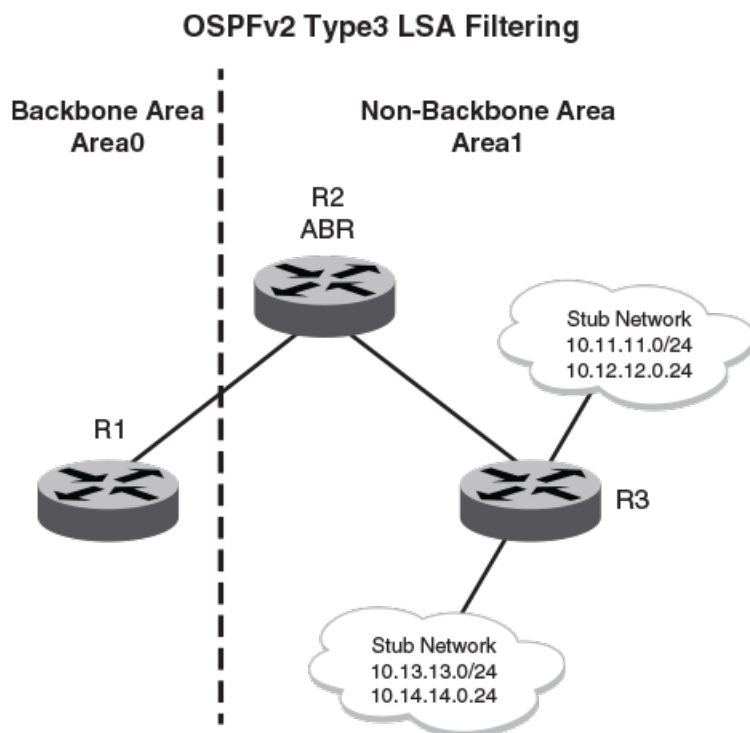 OSPFv2 Type3 LSA Filtering
Backbone Area
Area0
Non-Backbone Area
Area1
R2
ABR
Stub Network
10.11.11.0/24
10.12.12.0.24
R1
R3
Stub Network
10.13.13.0/24
10.14.14.0.24